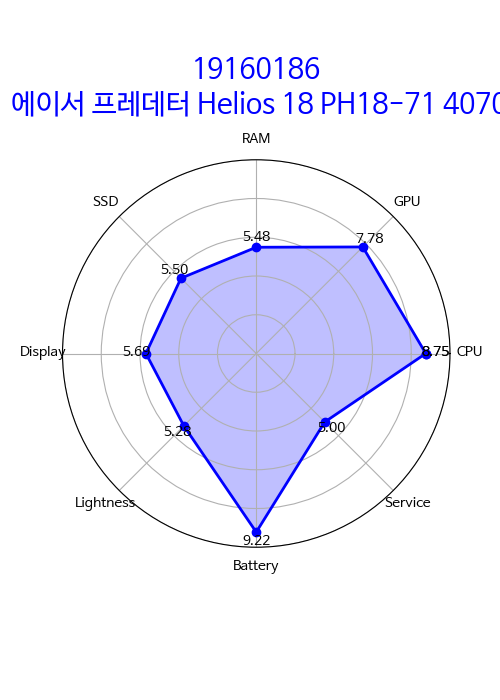 19160186
에이서 프레데터 Helios 18 PH18-71 4070
RAM
SSD
GPU
5.48
7.78
5.50
Display
5.69
8.75
CPU
5.28
5.00
Lightness
Service
9.22
Battery